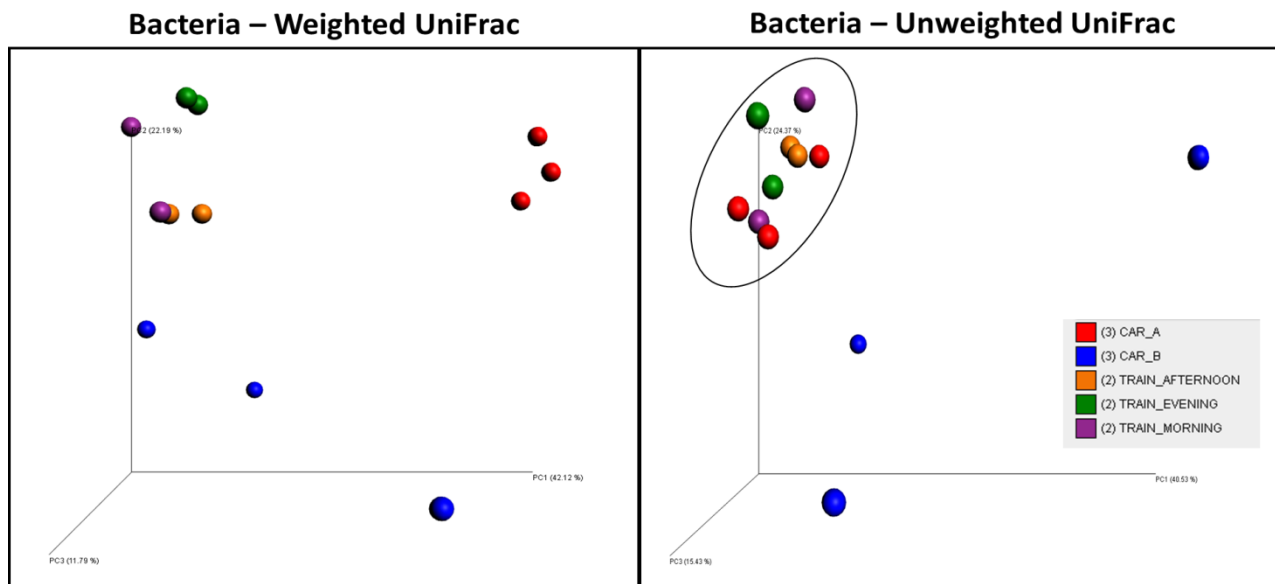 Bacteria – Weighted UniFrac
PC2 (22.19 %)
PC1 (42.12 %)
PC3 (11.79 %)
Bacteria – Unweighted UniFrac
PC2 (24.37 %)
(3) CAR_A
(3) CAR_B
(2) TRAIN_AFTERNOON
(2) TRAIN_EVENING
(2) TRAIN_MORNING
PC1 (40.53 %)
PC3 (15.43 %)